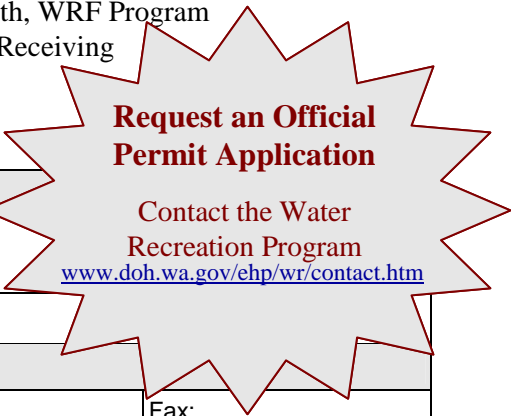 th, WRF Program
Receiving
Request an Official
Permit Application
Contact the Water
Recreation Program
www.doh.wa.gov/ehp/wr/contact.htm
Fax: